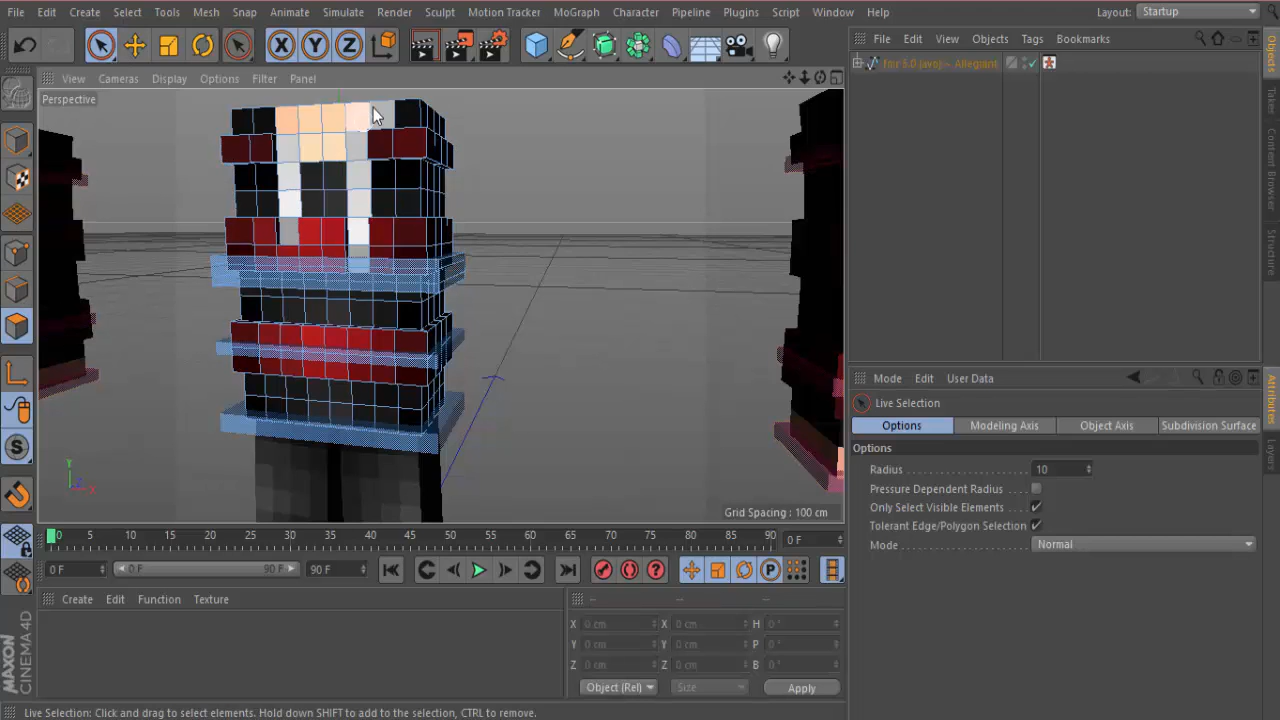 File Edit Create Select Tools Mesh Snap Animate Simulate Render Sculpt Motion Tracker MoGraph Character Pipeline Plugins Script Window Help Layout: Startup
X Y Z
File Edit View Objects Tags Bookmarks
View Cameras Display Options Filter Panel
Perspective
Objects
Takes
Content Browser
Structure
Attributes
Layers
Grid Spacing : 100 cm
Y
Z
X
Mode Edit User Data
Live Selection
Options Modeling Axis Object Axis Subdivision Surface
Options
Radius 10
Pressure Dependent Radius
Only Select Visible Elements
Tolerant Edge/Polygon Selection
Mode Normal
0 5 10 15 20 25 30 35 40 45 50 55 60 65 70 75 80 85 90 0 F
0 F 0 F 90 F 90 F
Create Edit Function Texture
-- -- --
X 0 cm X 0 cm H 0 °
Y 0 cm Y 0 cm P 0 °
Z 0 cm Z 0 cm B 0 °
Object (Rel) Size Apply
MAXON
CINEMA 4D
Live Selection: Click and drag to select elements. Hold down SHIFT to add to the selection, CTRL to remove.